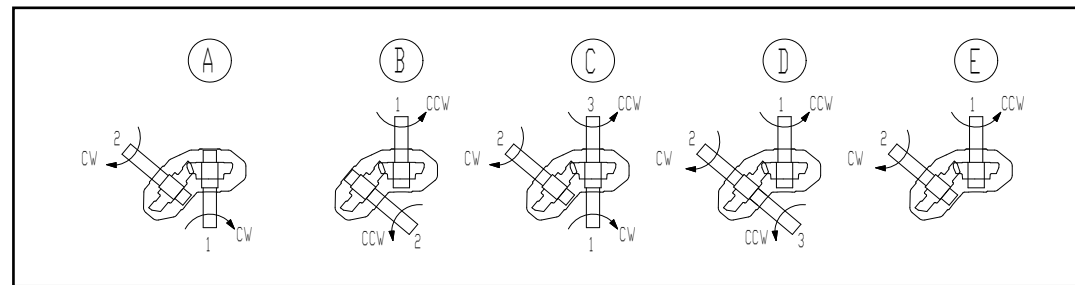 A B C D E
1 CCW 3 CCW 1 CCW 1 CCW
2 CW 2 CW 2 CW 2 CW
CW CCW CW CCW
1 2 1 3